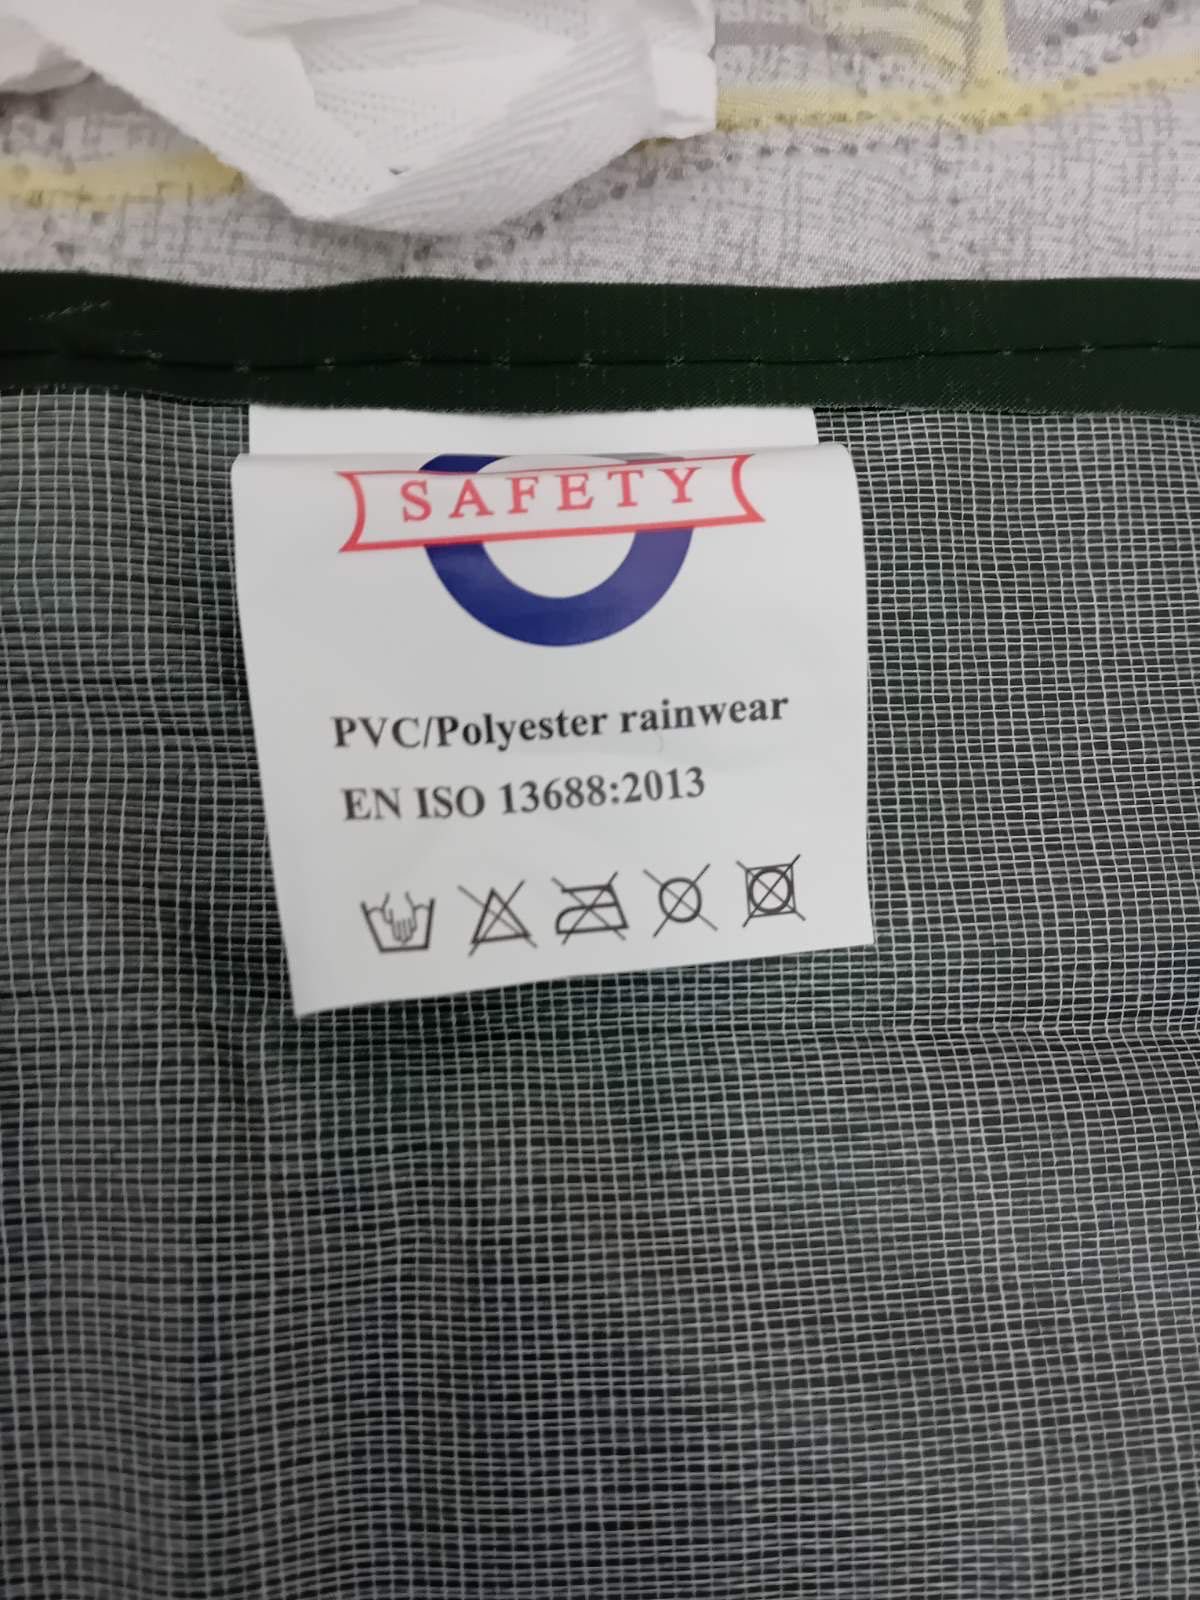 SAFETY
PVC/Polyester rainwear
EN ISO 13688:2013